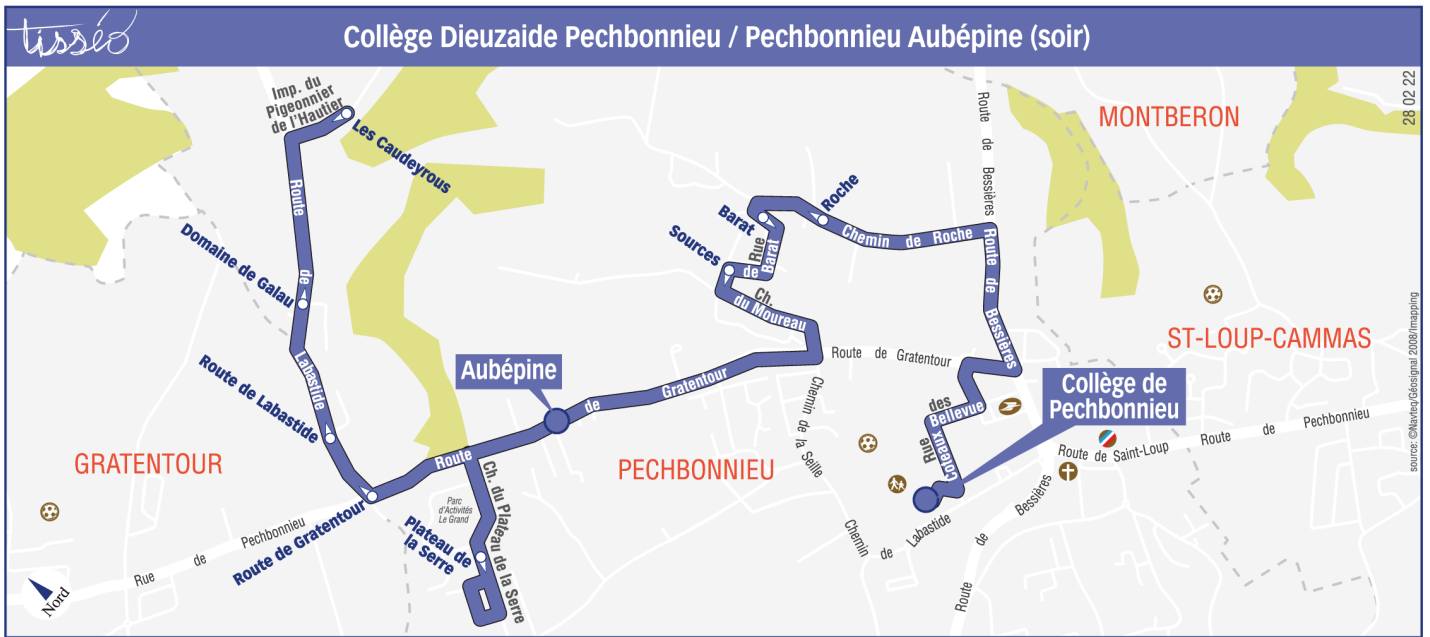 tisséo
Collège Dieuzaide Pechbonnieu / Pechbonnieu Aubépine (soir)
28 02 22
Imp. du
Pigeonnier
de l'Hautier
Les Caudeyrous
Route
de
Labastide
Domaine de Galau
Route de Labastide
GRATENTOUR
Rue de Pechbonnieu
Route de Gratentour
Nord
Aubépine
Route
de
Gratentour
Parc
d'Activités
Le Grand
Plateau de
la Serre
Ch. du Plateau de la Serre
PECHBONNIEU
Sources
Barat
Roche
Rue
de
Barat
Ch.
du Moureau
Chemin de Roche
Route de Bessières
Route de Bessières
MONTBERON
ST-LOUP-CAMMAS
Route de Gratentour
Chemin de la Seille
Rue
des
Coteaux
Bellevue
Collège de
Pechbonnieu
Route de Saint-Loup
Route de Pechbonnieu
Chemin de Labastide
Route de Bessières
source: ©Navteq/Géosignal 2008/Imapping